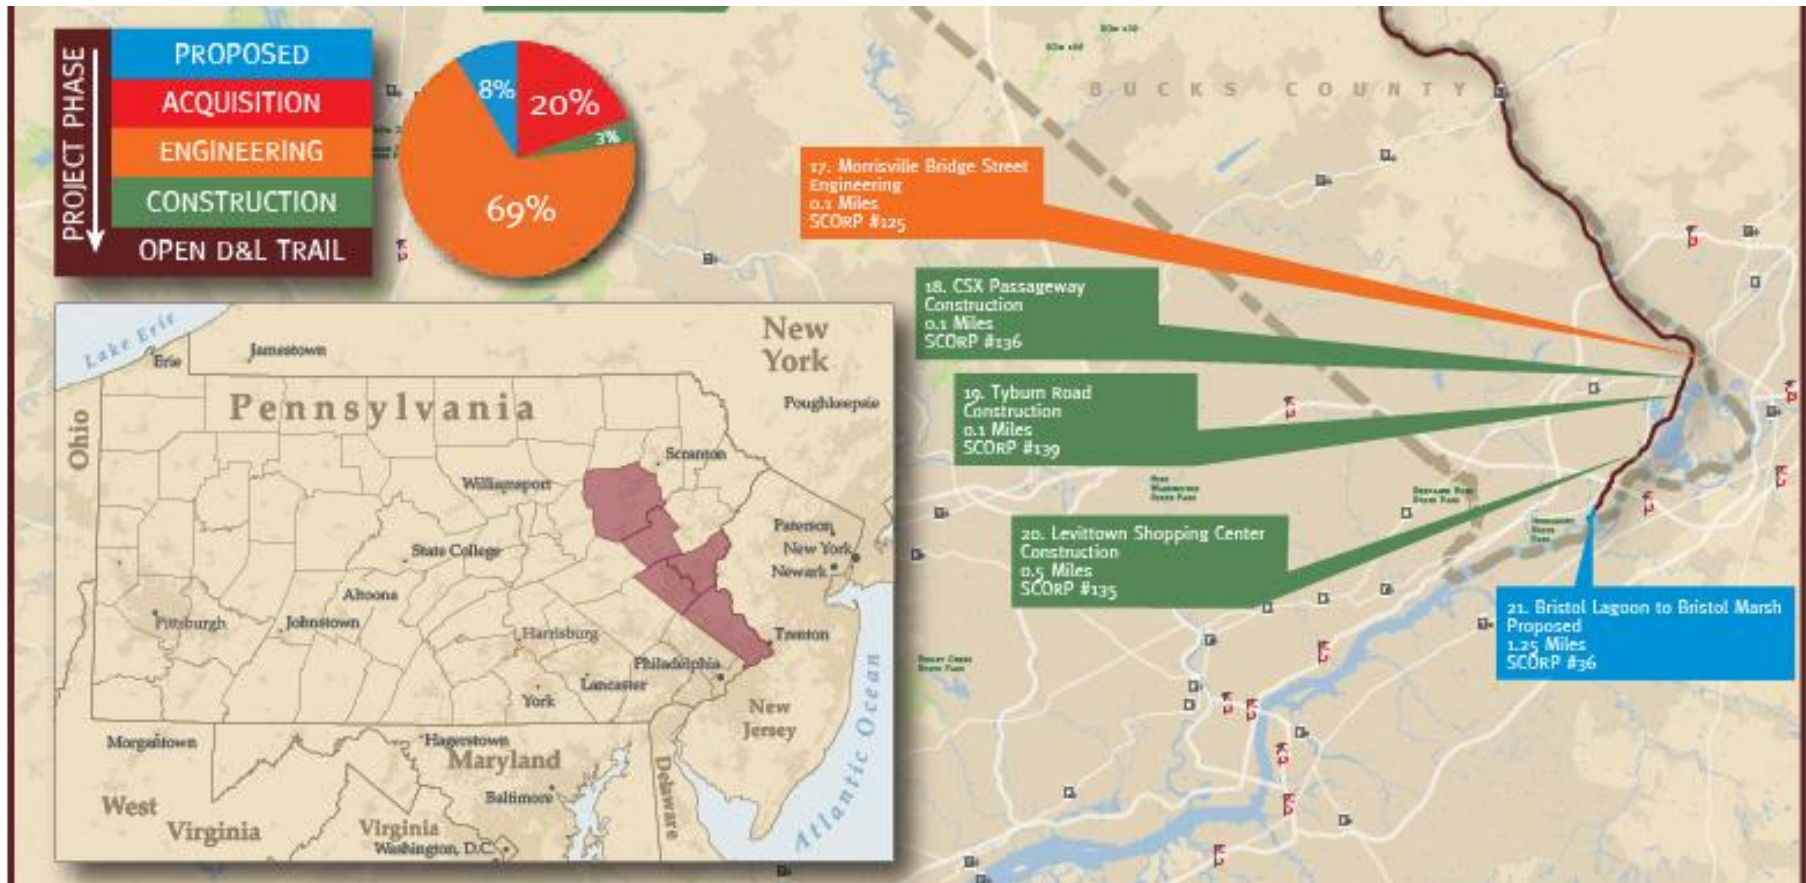 PROJECT PHASE
PROPOSED
ACQUISITION
ENGINEERING
CONSTRUCTION
OPEN D&L TRAIL
8%
20%
3%
69%
BUCKS COUNTY
17. Morrisville Bridge Street
Engineering
0.1 Miles
SCORP #125
18. CSX Passageway
Construction
0.1 Miles
SCORP #136
19. Tyburn Road
Construction
0.1 Miles
SCORP #139
20. Levittown Shopping Center
Construction
0.5 Miles
SCORP #135
21. Bristol Lagoon to Bristol Marsh
Proposed
1.25 Miles
SCORP #36
Lake Erie
Erie
Jamestown
New
York
Ohio
Pennsylvania
Poughkeepsie
Scranton
Williamsport
Paterson
New York
Newark
State College
Altoona
Pittsburgh
Johnstown
Harrisburg
Trenton
Philadelphia
Lancaster
York
New
Jersey
Atlantic Ocean
Morgantown
Hagerstown
Maryland
Baltimore
Delaware
West
Virginia
Virginia
Washington, D.C.